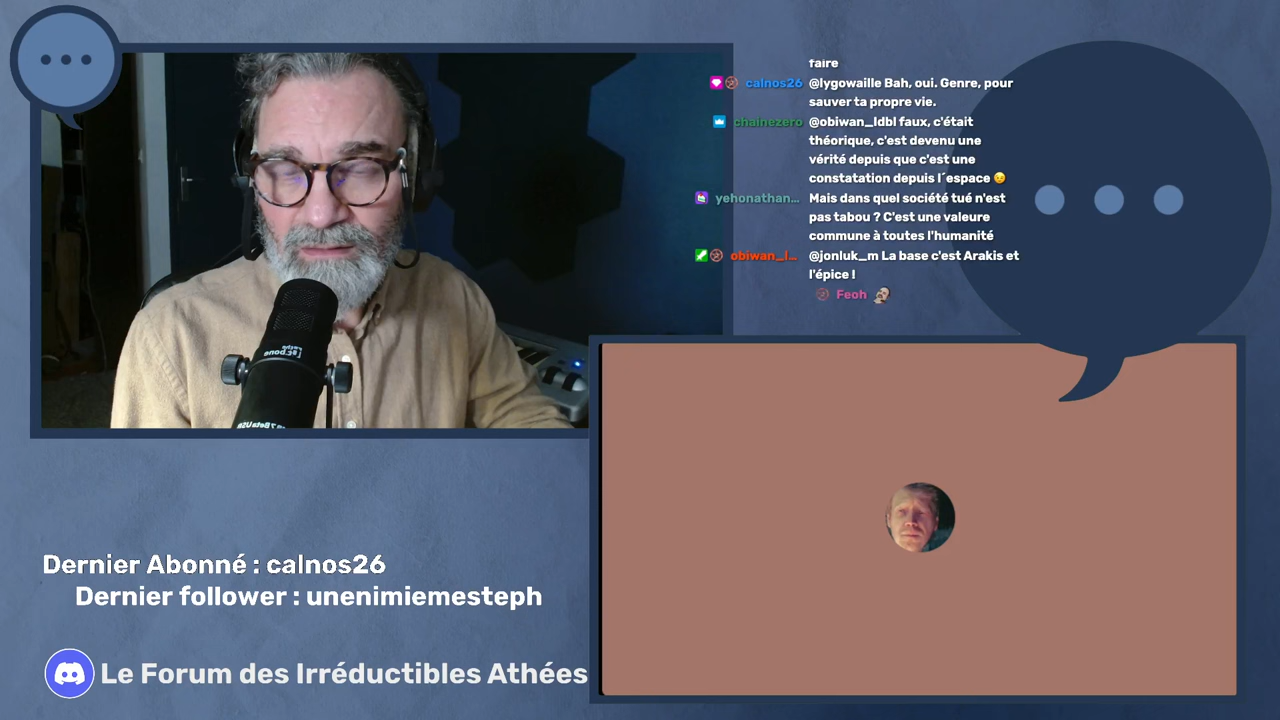 faire
calnos26 @lygowaille Bah, oui. Genre, pour
sauver ta propre vie.
chainezero @obiwan_ldbl faux, c'était
théorique, c'est devenu une
vérité depuis que c'est une
constatation depuis l´espace 😉
yehonathan... Mais dans quel société tué n'est
pas tabou ? C'est une valeure
commune à toutes l'humanité
obiwan_l... @jonluk_m La base c'est Arakis et
l'épice !
Feoh
Dernier Abonné : calnos26
Dernier follower : unenimiemesteph
Le Forum des Irréductibles Athées